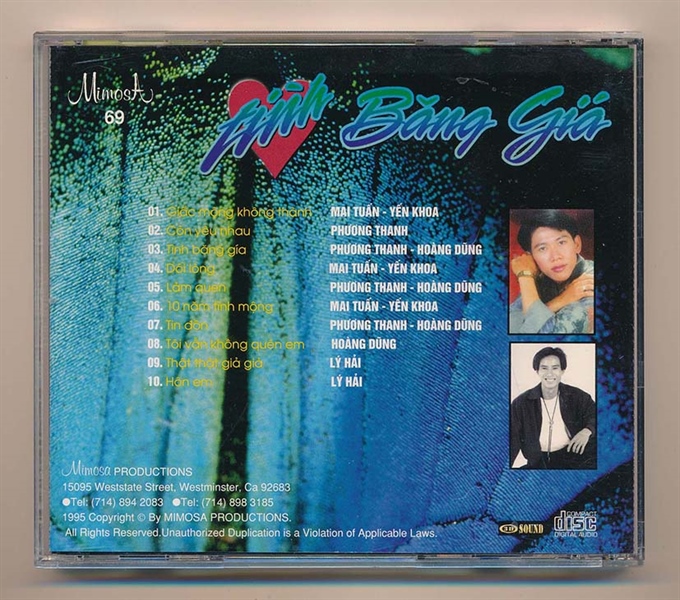 MimosA
69
Tình Băng Giá
01. Giấc mộng không thành MAI TUẤN - YẾN KHOA
02. Còn yêu nhau PHƯƠNG THANH
03. Tình băng gía PHƯƠNG THANH - HOÀNG DŨNG
04. Dối lòng MAI TUẤN - YẾN KHOA
05. Làm quen PHƯƠNG THANH - HOÀNG DŨNG
06. 10 năm tình mộng MAI TUẤN - YẾN KHOA
07. Tin đồn PHƯƠNG THANH - HOÀNG DŨNG
08. Tôi vẫn không quên em HOÀNG DŨNG
09. Thật thật giả giả LÝ HẢI
10. Hận em LÝ HẢI
Mimosa PRODUCTIONS
15095 Weststate Street, Westminster, Ca 92683
●Tel: (714) 894 2083 ●Tel: (714) 898 3185
1995 Copyright © By MIMOSA PRODUCTIONS.
All Rights Reserved.Unauthorized Duplication is a Violation of Applicable Laws.
3D SOUND
COMPACT
disc
DIGITAL AUDIO